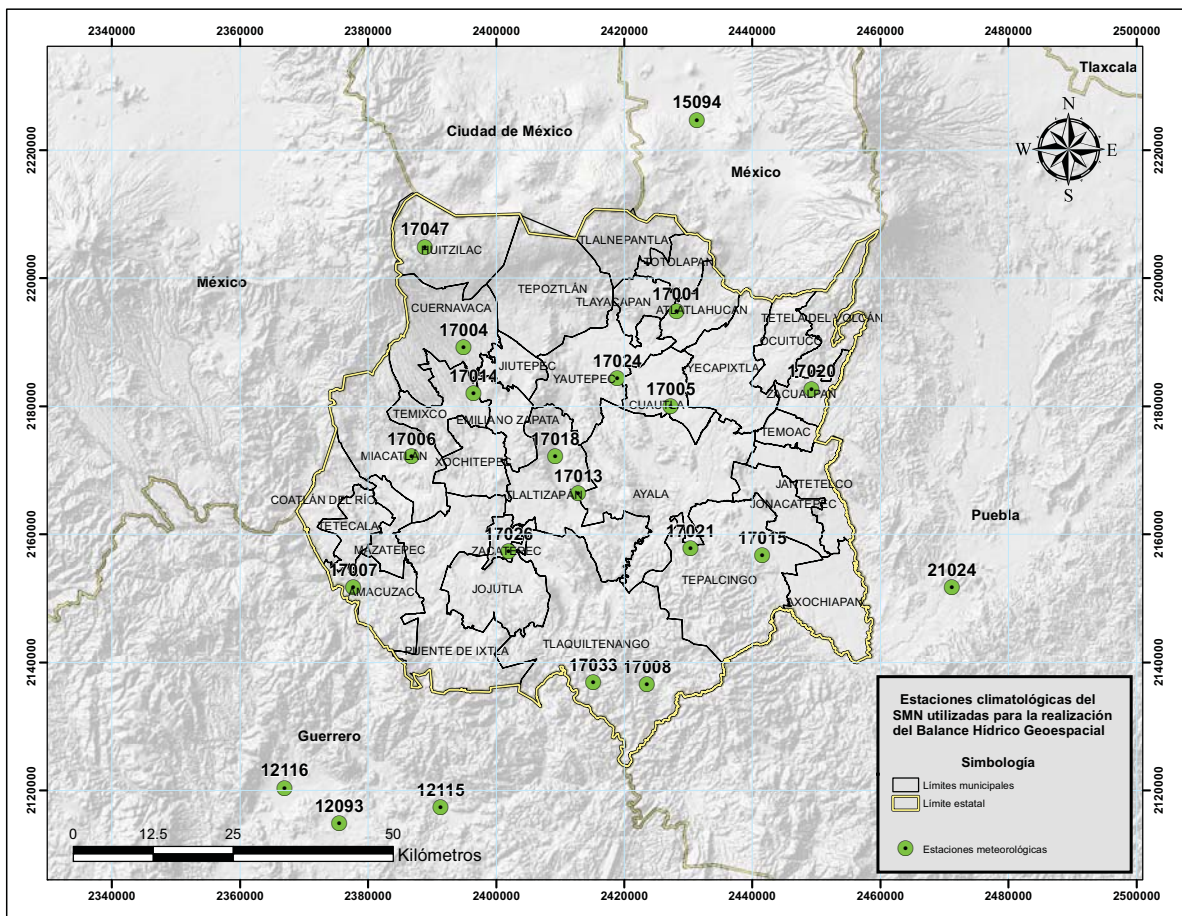 2340000 2360000 2380000 2400000 2420000 2440000 2460000 2480000 2500000
Tlaxcala
15094
Ciudad de México
N
W E
S
2220000 2220000
México
17047
HUITZILAC
TLALNEPANTLA
TOTOLAPAN
México
2200000 2200000
TEPOZTLÁN
TLAYACAPAN
17001
ATLATLAHUCAN
CUERNAVACA
TETELA DEL VOLCÁN
OCUITUCO
17004
JIUTEPEC
17024
YAUTEPEC
YECAPIXTLA
17020
ZACUALPAN
17014
17005
CUAUTLA
2180000 2180000
TEMIXCO
EMILIANO ZAPATA
TEMOAC
17006
MIACATLÁN
XOCHITEPEC
17018
17013
TLALTIZAPÁN
AYALA
JANTETELCO
JONACATEPEC
COATLÁN DEL RÍO
TETECALA
Puebla
2160000 2160000
MAZATEPEC
17026
ZACATEPEC
17021
17015
17007
AMACUZAC
JOJUTLA
TEPALCINGO
AXOCHIAPAN
21024
PUENTE DE IXTLA
TLAQUILTENANGO
2140000 2140000
17033
17008
Guerrero
12116
12093
12115
2120000 2120000
Estaciones climatológicas del
SMN utilizadas para la realización
del Balance Hídrico Geoespacial
Simbología
Límites municipales
Límite estatal
Estaciones meteorológicas
0 12.5 25 50
Kilómetros
2340000 2360000 2380000 2400000 2420000 2440000 2460000 2480000 2500000